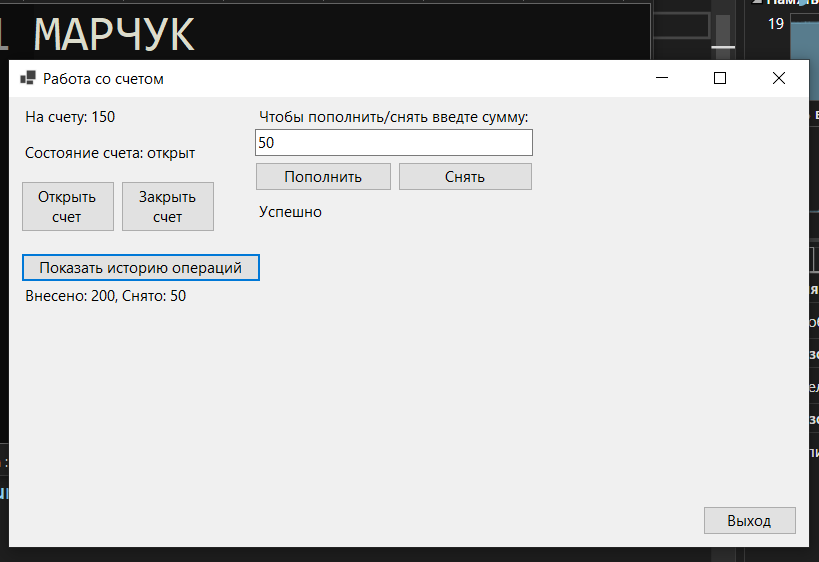 МАРЧУК
19
Работа со счетом
На счету: 150
Чтобы пополнить/снять введте сумму:
50
Состояние счета: открыт
Пополнить
Снять
Открыть счет
Закрыть счет
Успешно
Показать историю операций
Внесено: 200, Снято: 50
Выход